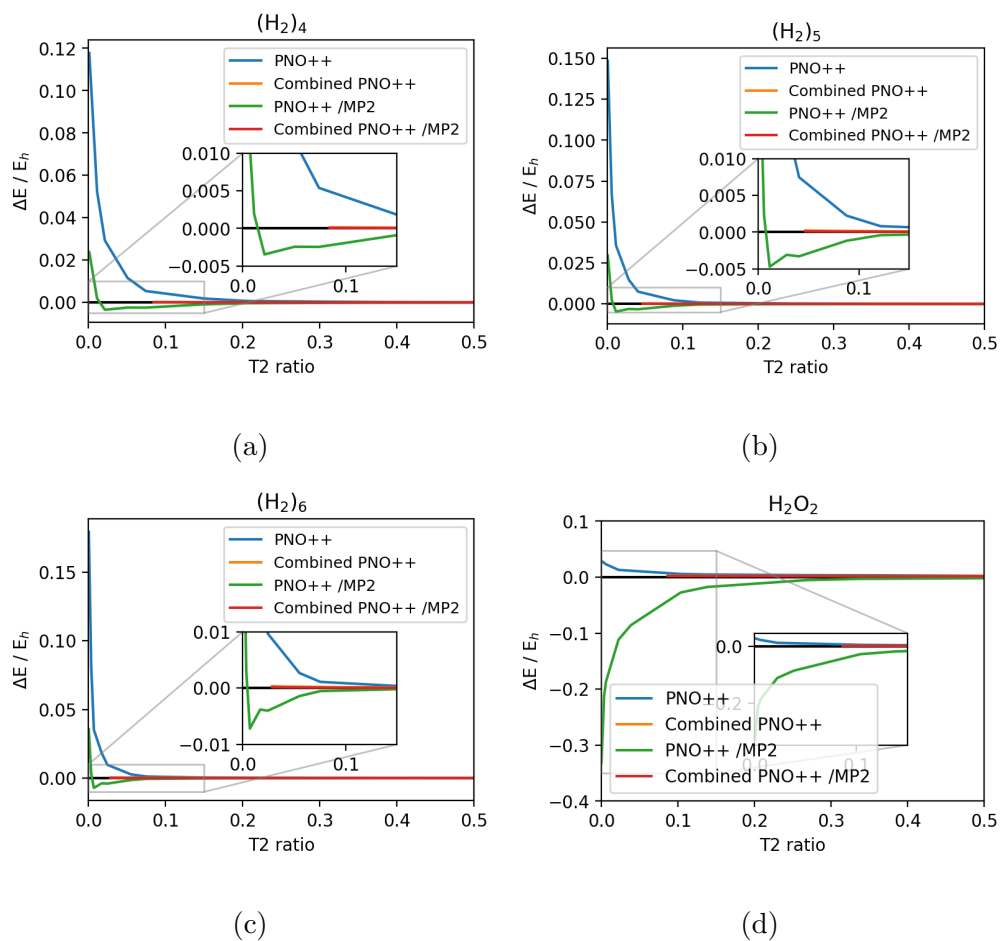 (H₂)₄
ΔE / Eₕ
0.12
0.10
0.08
0.06
0.04
0.02
0.00
PNO++
Combined PNO++
PNO++ /MP2
Combined PNO++ /MP2
0.010
0.005
0.000
−0.005
0.0 0.1
0.0 0.1 0.2 0.3 0.4 0.5
T2 ratio
(a)
(H₂)₅
ΔE / Eₕ
0.150
0.125
0.100
0.075
0.050
0.025
0.000
PNO++
Combined PNO++
PNO++ /MP2
Combined PNO++ /MP2
0.010
0.005
0.000
−0.005
0.0 0.1
0.0 0.1 0.2 0.3 0.4 0.5
T2 ratio
(b)
(H₂)₆
ΔE / Eₕ
0.15
0.10
0.05
0.00
PNO++
Combined PNO++
PNO++ /MP2
Combined PNO++ /MP2
0.01
0.00
−0.01
0.0 0.1
0.0 0.1 0.2 0.3 0.4 0.5
T2 ratio
(c)
H₂O₂
ΔE / Eₕ
0.1
0.0
−0.1
−0.2
−0.3
−0.4
0.0
−0.2
0.0 0.1
PNO++
Combined PNO++
PNO++ /MP2
Combined PNO++ /MP2
0.0 0.1 0.2 0.3 0.4 0.5
T2 ratio
(d)